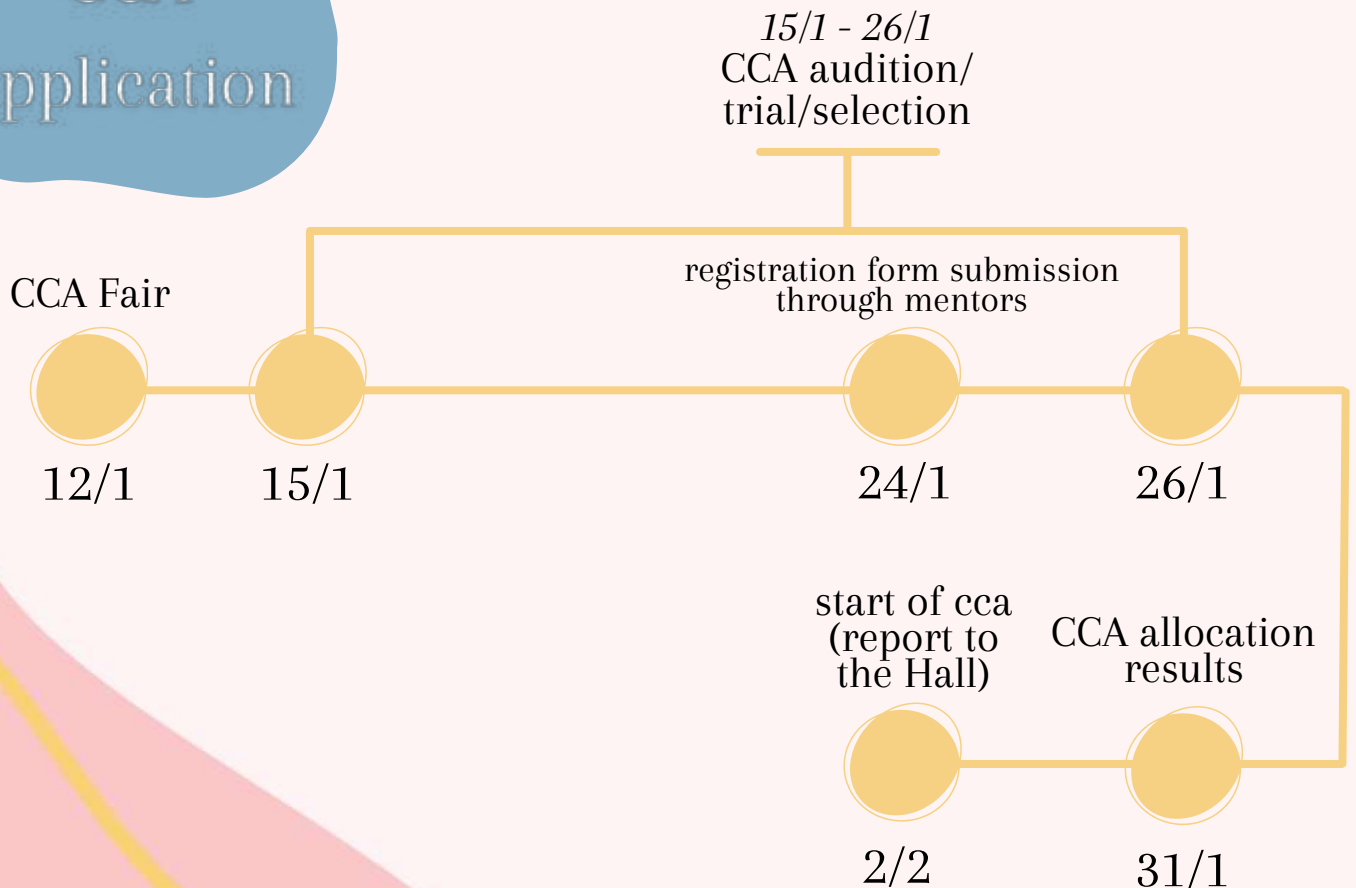 pplication
15/1 - 26/1
CCA audition/
trial/selection
CCA Fair
registration form submission
through mentors
12/1
15/1
24/1
26/1
start of cca
(report to
the Hall)
CCA allocation
results
2/2
31/1